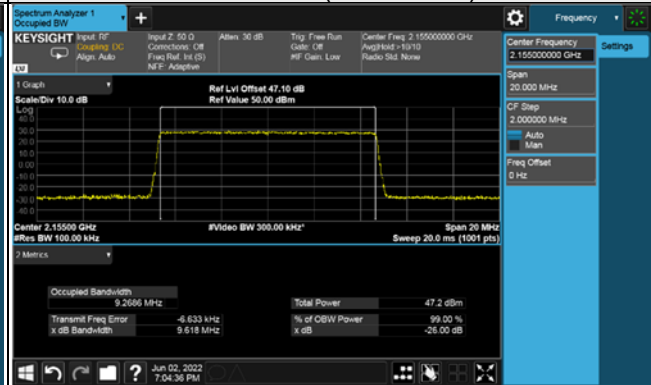 Spectrum Analyzer 1
Occupied BW
Frequency
KEYSIGHT
Input: RF
Coupling: DC
Align: Auto
Input Z: 50 Ω
Corrections: Off
Freq Ref: Int (S)
NFE: Adaptive
Atten: 36 dB
Trig: Free Run
Gate: Off
#IF Gain: Low
Center Freq: 2.155000000 GHz
Avg|Hold:>10/10
Radio Std: None
Center Frequency
2.155000000 GHz
Settings
Span
20.000 MHz
CF Step
2.000000 MHz
Auto
Man
Freq Offset
0 Hz
1 Graph
Scale/Div 10.0 dB
Ref Lvl Offset 47.10 dB
Ref Value 50.00 dBm
Log
40.0
30.0
20.0
10.0
0.00
-10.0
-20.0
-30.0
-40.0
Center 2.15500 GHz
#Res BW 100.00 kHz
#Video BW 300.00 kHz*
Span 20 MHz
Sweep 20.0 ms (1001 pts)
2 Metrics
Occupied Bandwidth
9.2686 MHz
Total Power 47.2 dBm
Transmit Freq Error -6.633 kHz
% of OBW Power 99.00 %
x dB Bandwidth 9.618 MHz
x dB -26.00 dB
?
Jun 02, 2022
7:04:36 PM